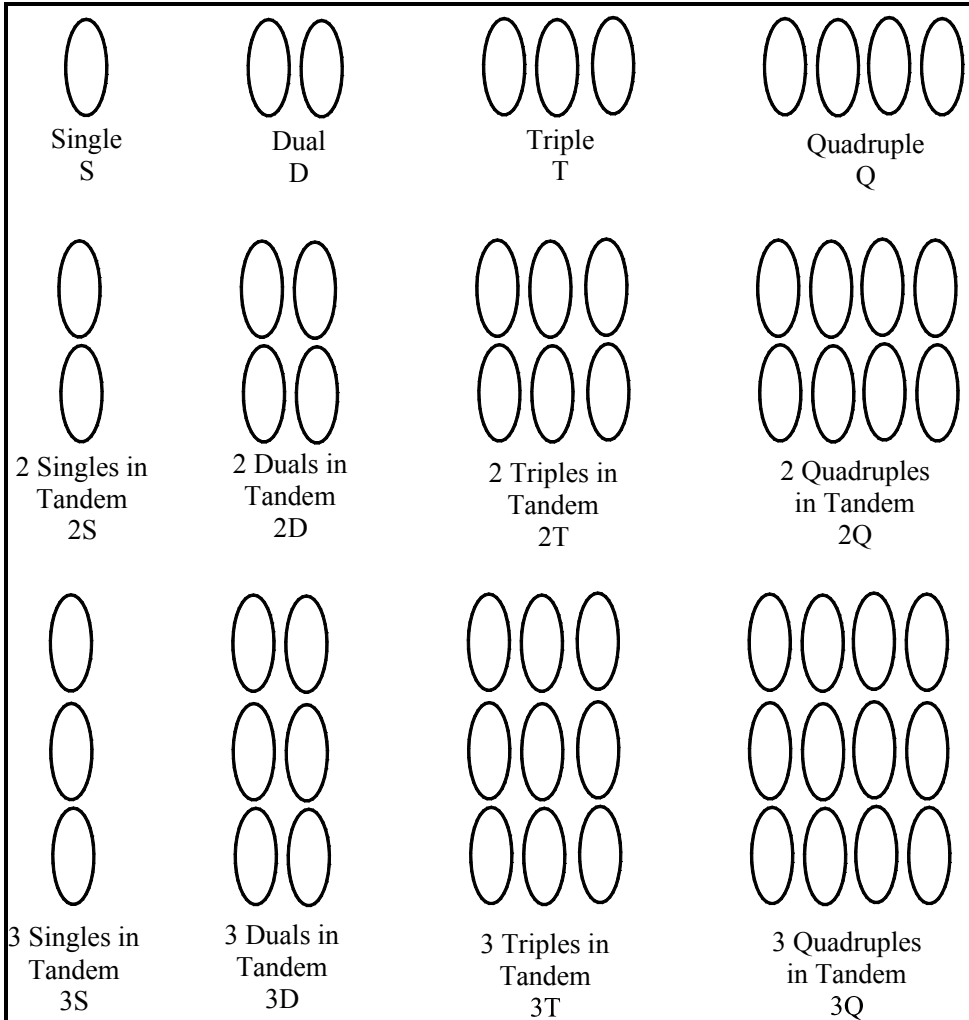 Single
S
Dual
D
Triple
T
Quadruple
Q
2 Singles in
Tandem
2S
2 Duals in
Tandem
2D
2 Triples in
Tandem
2T
2 Quadruples
in Tandem
2Q
3 Singles in
Tandem
3S
3 Duals in
Tandem
3D
3 Triples in
Tandem
3T
3 Quadruples
in Tandem
3Q